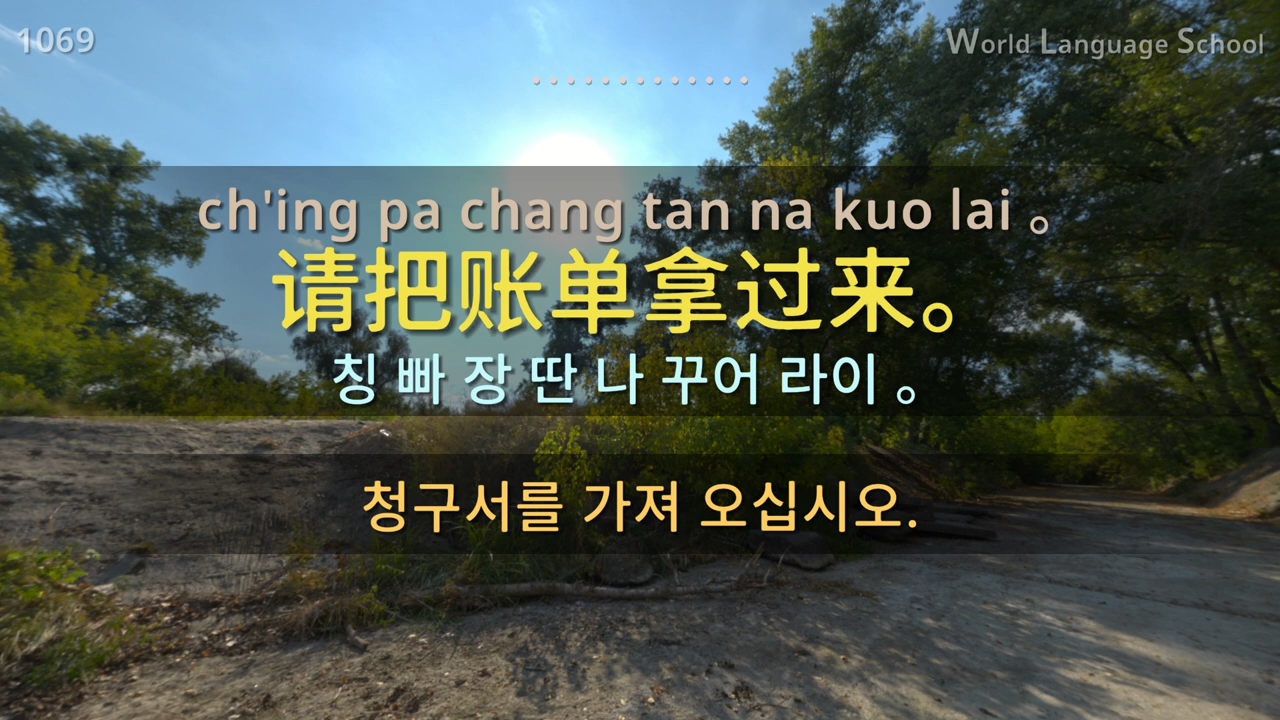 1069
World Language School
ch'ing pa chang tan na kuo lai 。
请把账单拿过来。
칭 빠 장 딴 나 꾸어 라이 。
청구서를 가져 오십시오.